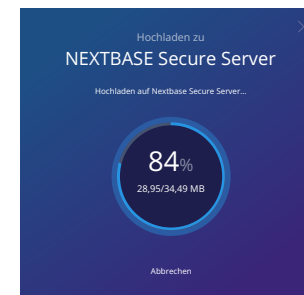 Hochladen zu
NEXTBASE Secure Server
Hochladen auf Nextbase Secure Server...
84%
28,95/34,49 MB
Abbrechen